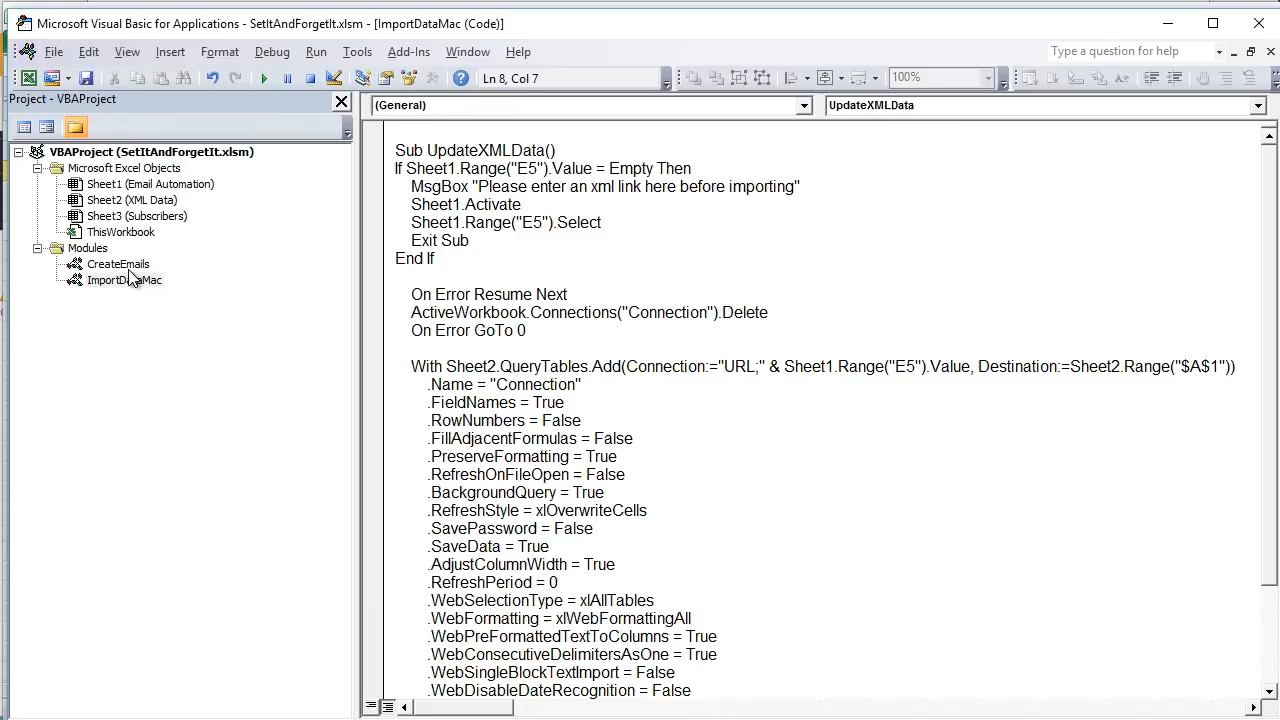 Microsoft Visual Basic for Applications - SetItAndForgetIt.xlsm - [ImportDataMac (Code)]
File Edit View Insert Format Debug Run Tools Add-Ins Window Help Type a question for help
Ln 8, Col 7 100%
Project - VBAProject
(General) UpdateXMLData
VBAProject (SetItAndForgetIt.xlsm)
Microsoft Excel Objects
Sheet1 (Email Automation)
Sheet2 (XML Data)
Sheet3 (Subscribers)
ThisWorkbook
Modules
CreateEmails
ImportDataMac
Sub UpdateXMLData()
If Sheet1.Range("E5").Value = Empty Then
MsgBox "Please enter an xml link here before importing"
Sheet1.Activate
Sheet1.Range("E5").Select
Exit Sub
End If
On Error Resume Next
ActiveWorkbook.Connections("Connection").Delete
On Error GoTo 0
With Sheet2.QueryTables.Add(Connection:="URL;" & Sheet1.Range("E5").Value, Destination:=Sheet2.Range("$A$1"))
.Name = "Connection"
.FieldNames = True
.RowNumbers = False
.FillAdjacentFormulas = False
.PreserveFormatting = True
.RefreshOnFileOpen = False
.BackgroundQuery = True
.RefreshStyle = xlOverwriteCells
.SavePassword = False
.SaveData = True
.AdjustColumnWidth = True
.RefreshPeriod = 0
.WebSelectionType = xlAllTables
.WebFormatting = xlWebFormattingAll
.WebPreFormattedTextToColumns = True
.WebConsecutiveDelimitersAsOne = True
.WebSingleBlockTextImport = False
.WebDisableDateRecognition = False